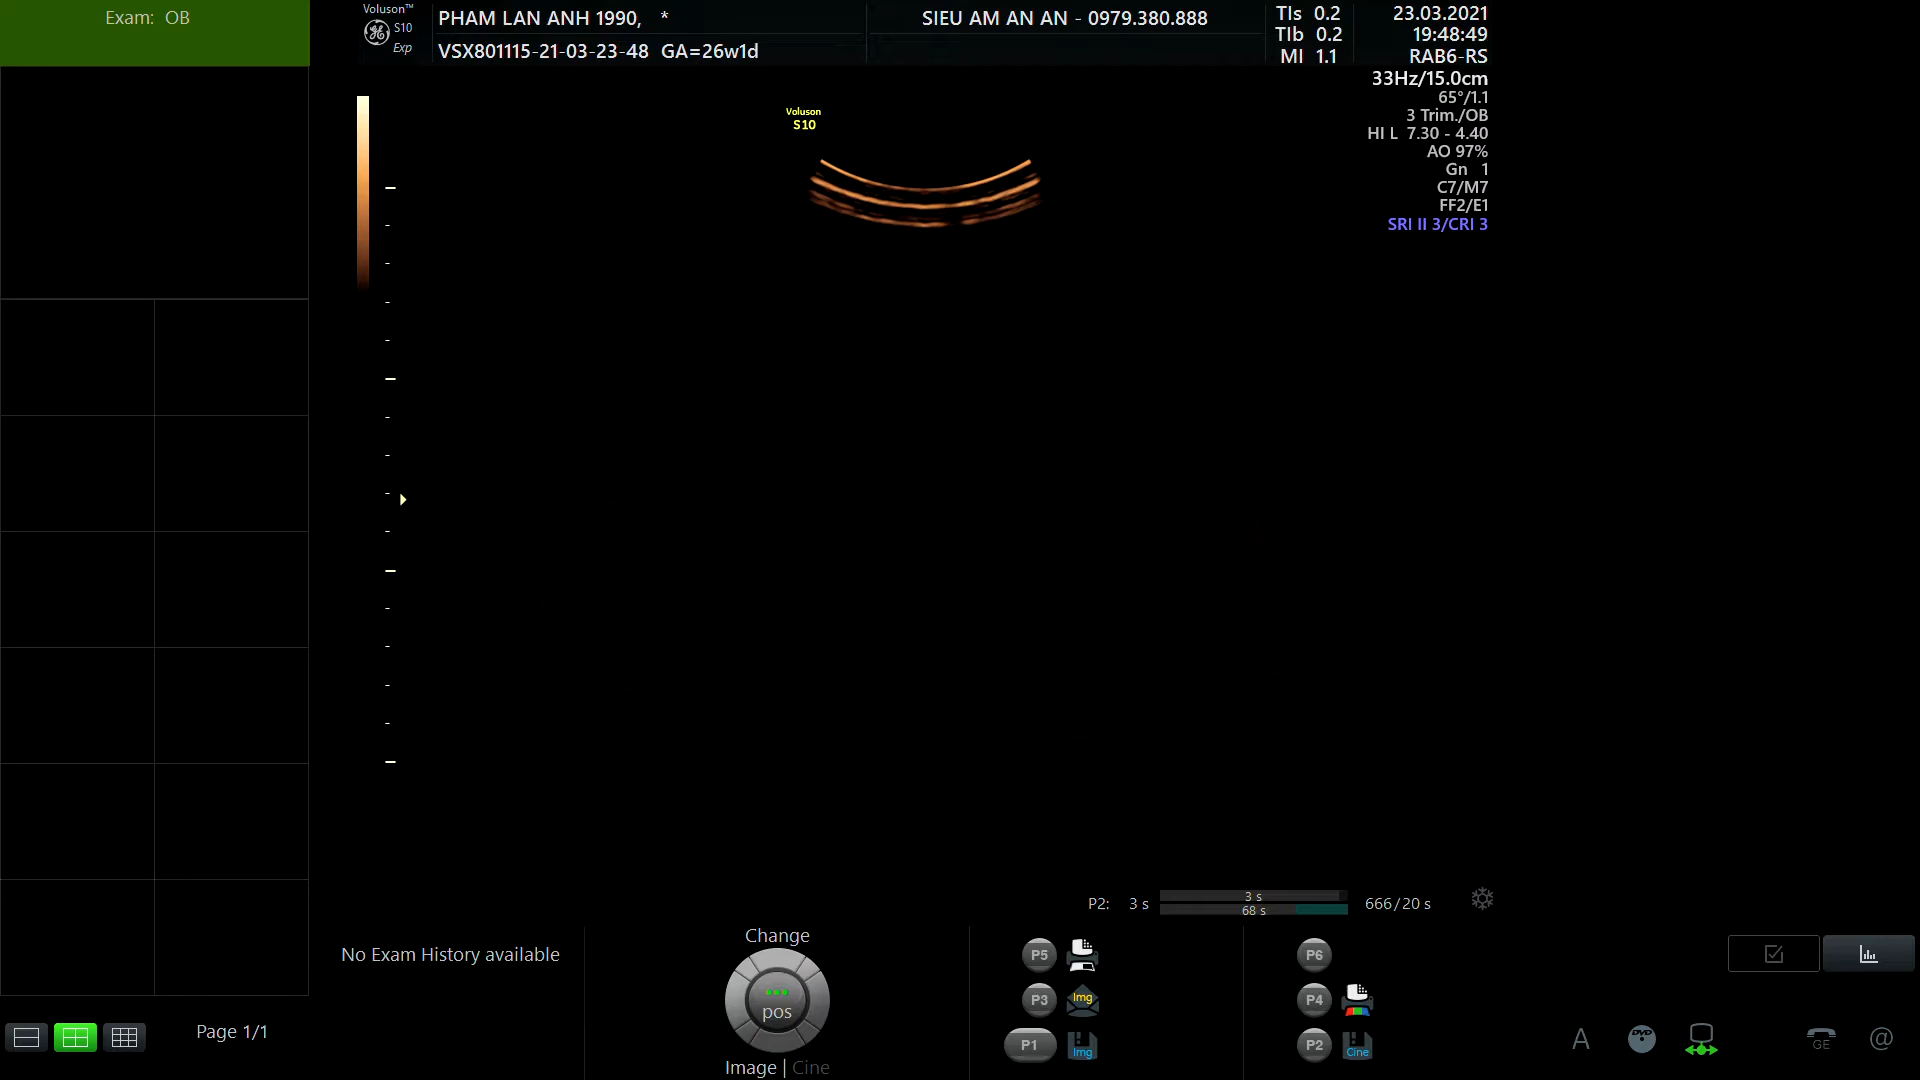 Exam: OB
Voluson™
S10
Exp
PHAM LAN ANH 1990, *
VSX801115-21-03-23-48 GA=26w1d
SIEU AM AN AN - 0979.380.888
TIs 0.2
TIb 0.2
MI 1.1
23.03.2021
19:48:49
RAB6-RS
33Hz/15.0cm
65°/1.1
3 Trim./OB
HI L 7.30 - 4.40
AO 97%
Gn 1
C7/M7
FF2/E1
SRI II 3/CRI 3
Voluson
S10
P2: 3 s
3 s
68 s
666/20 s
No Exam History available
Change
pos
Image | Cine
P5
P3 Img
P1 Img
P6
P4
P2 Cine
Page 1/1
A
DVD
GE
@